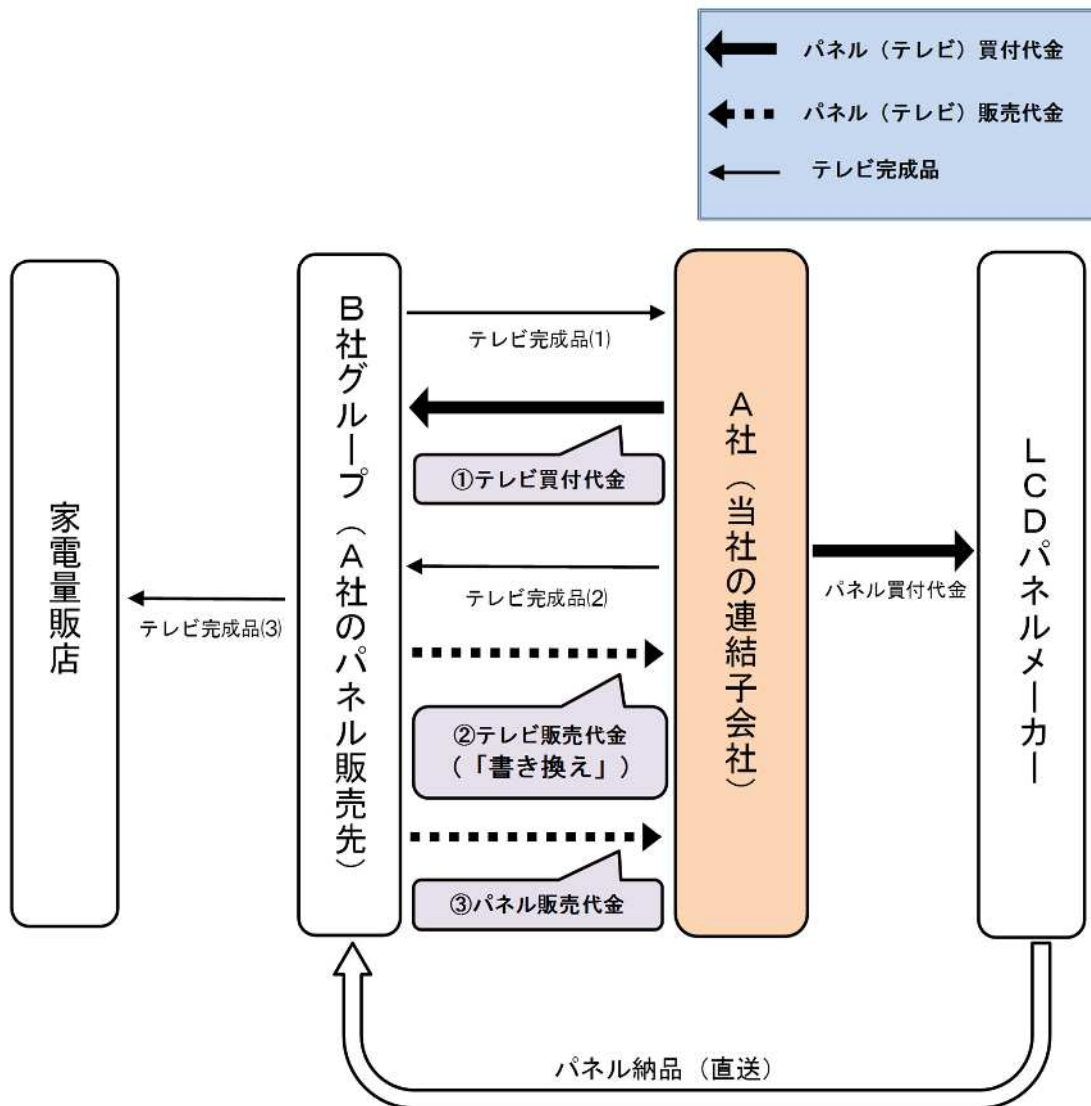 パネル（テレビ）買付代金
パネル（テレビ）販売代金
テレビ完成品
家電量販店
B社グループ（A社のパネル販売先）
A社（当社の連結子会社）
LCDパネルメーカー
テレビ完成品(1)
①テレビ買付代金
テレビ完成品(2)
テレビ完成品(3)
パネル買付代金
②テレビ販売代金
（「書き換え」）
③パネル販売代金
パネル納品（直送）